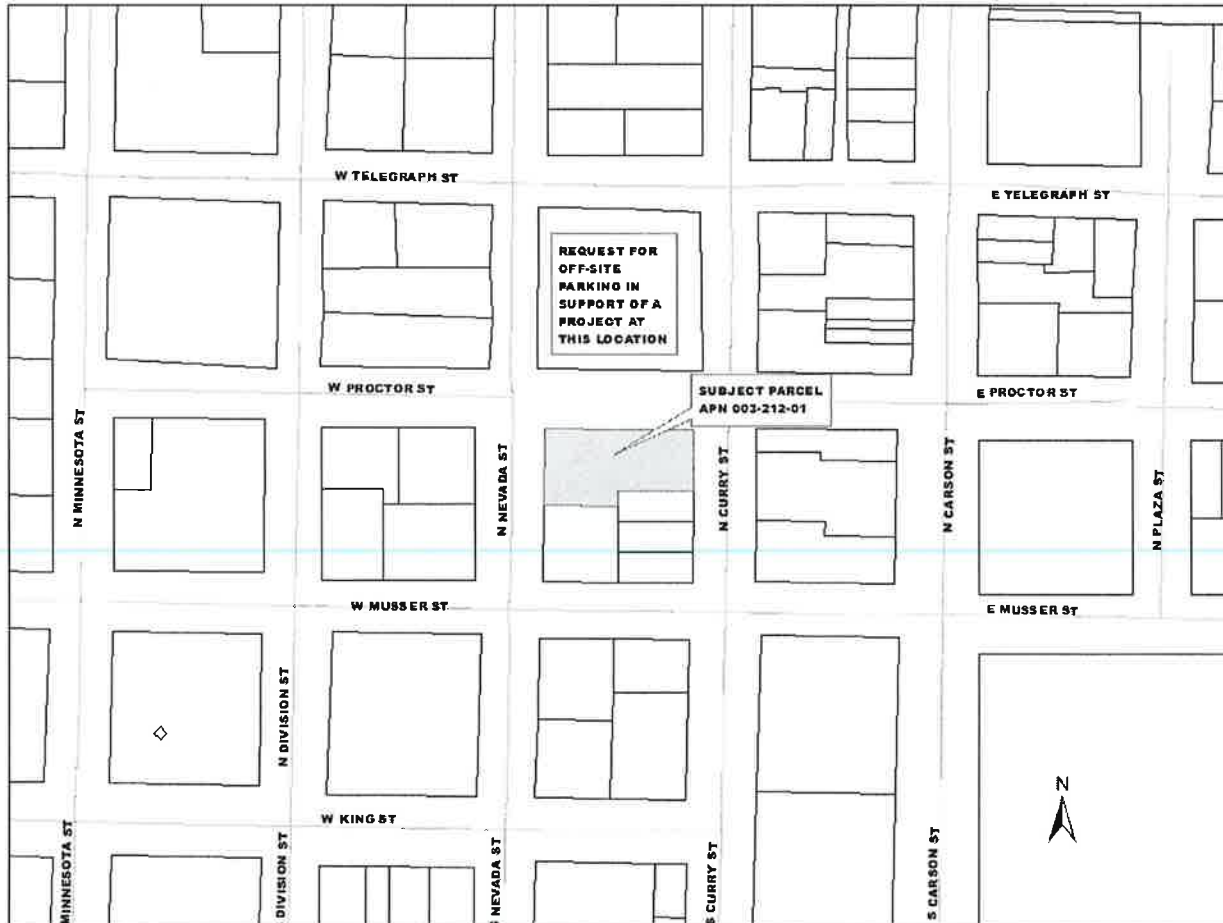 W TELEGRAPH ST
E TELEGRAPH ST
REQUEST FOR
OFF-SITE
PARKING IN
SUPPORT OF A
PROJECT AT
THIS LOCATION
W PROCTOR ST
SUBJECT PARCEL
APN 003-212-01
E PROCTOR ST
N MINNESOTA ST
N NEVADA ST
N CURRY ST
N CARSON ST
N PLAZA ST
W MUSSER ST
E MUSSER ST
N DIVISION ST
N
W KING ST
MINNESOTA ST
DIVISION ST
S NEVADA ST
S CURRY ST
S CARSON ST